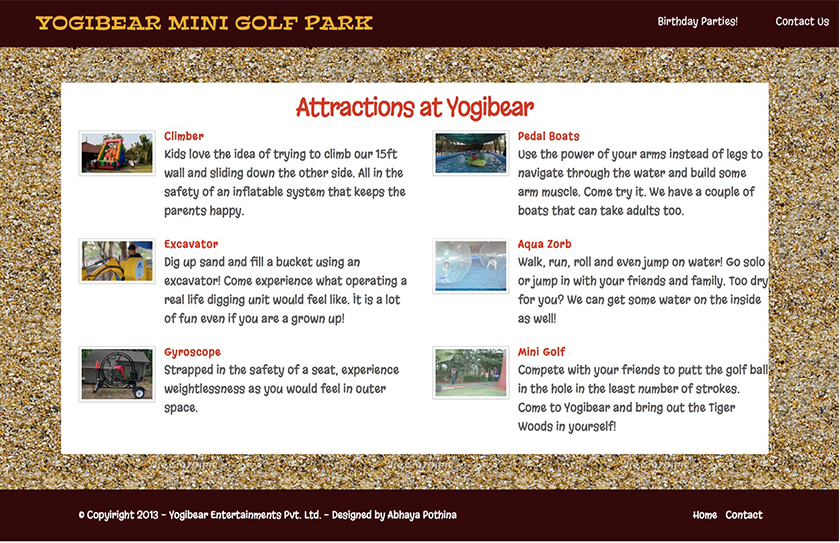 YOGIBEAR MINI GOLF PARK
Birthday Parties!
Contact Us
Attractions at Yogibear
Climber
Kids love the idea of trying to climb our 15ft
wall and sliding down the other side. All in the
safety of an inflatable system that keeps the
parents happy.
Pedal Boats
Use the power of your arms instead of legs to
navigate through the water and build some
arm muscle. Come try it. We have a couple of
boats that can take adults too.
Excavator
Dig up sand and fill a bucket using an
excavator! Come experience what operating a
real life digging unit would feel like. It is a lot
of fun even if you are a grown up!
Aqua Zorb
Walk, run, roll and even jump on water! Go solo
or jump in with your friends and family. Too dry
for you? We can get some water on the inside
as well!
Gyroscope
Strapped in the safety of a seat, experience
weightlessness as you would feel in outer
space.
Mini Golf
Compete with your friends to putt the golf ball
in the hole in the least number of strokes.
Come to Yogibear and bring out the Tiger
Woods in yourself!
© Copyiright 2013 - Yogibear Entertainments Pvt. Ltd. - Designed by Abhaya Pothina
Home
Contact